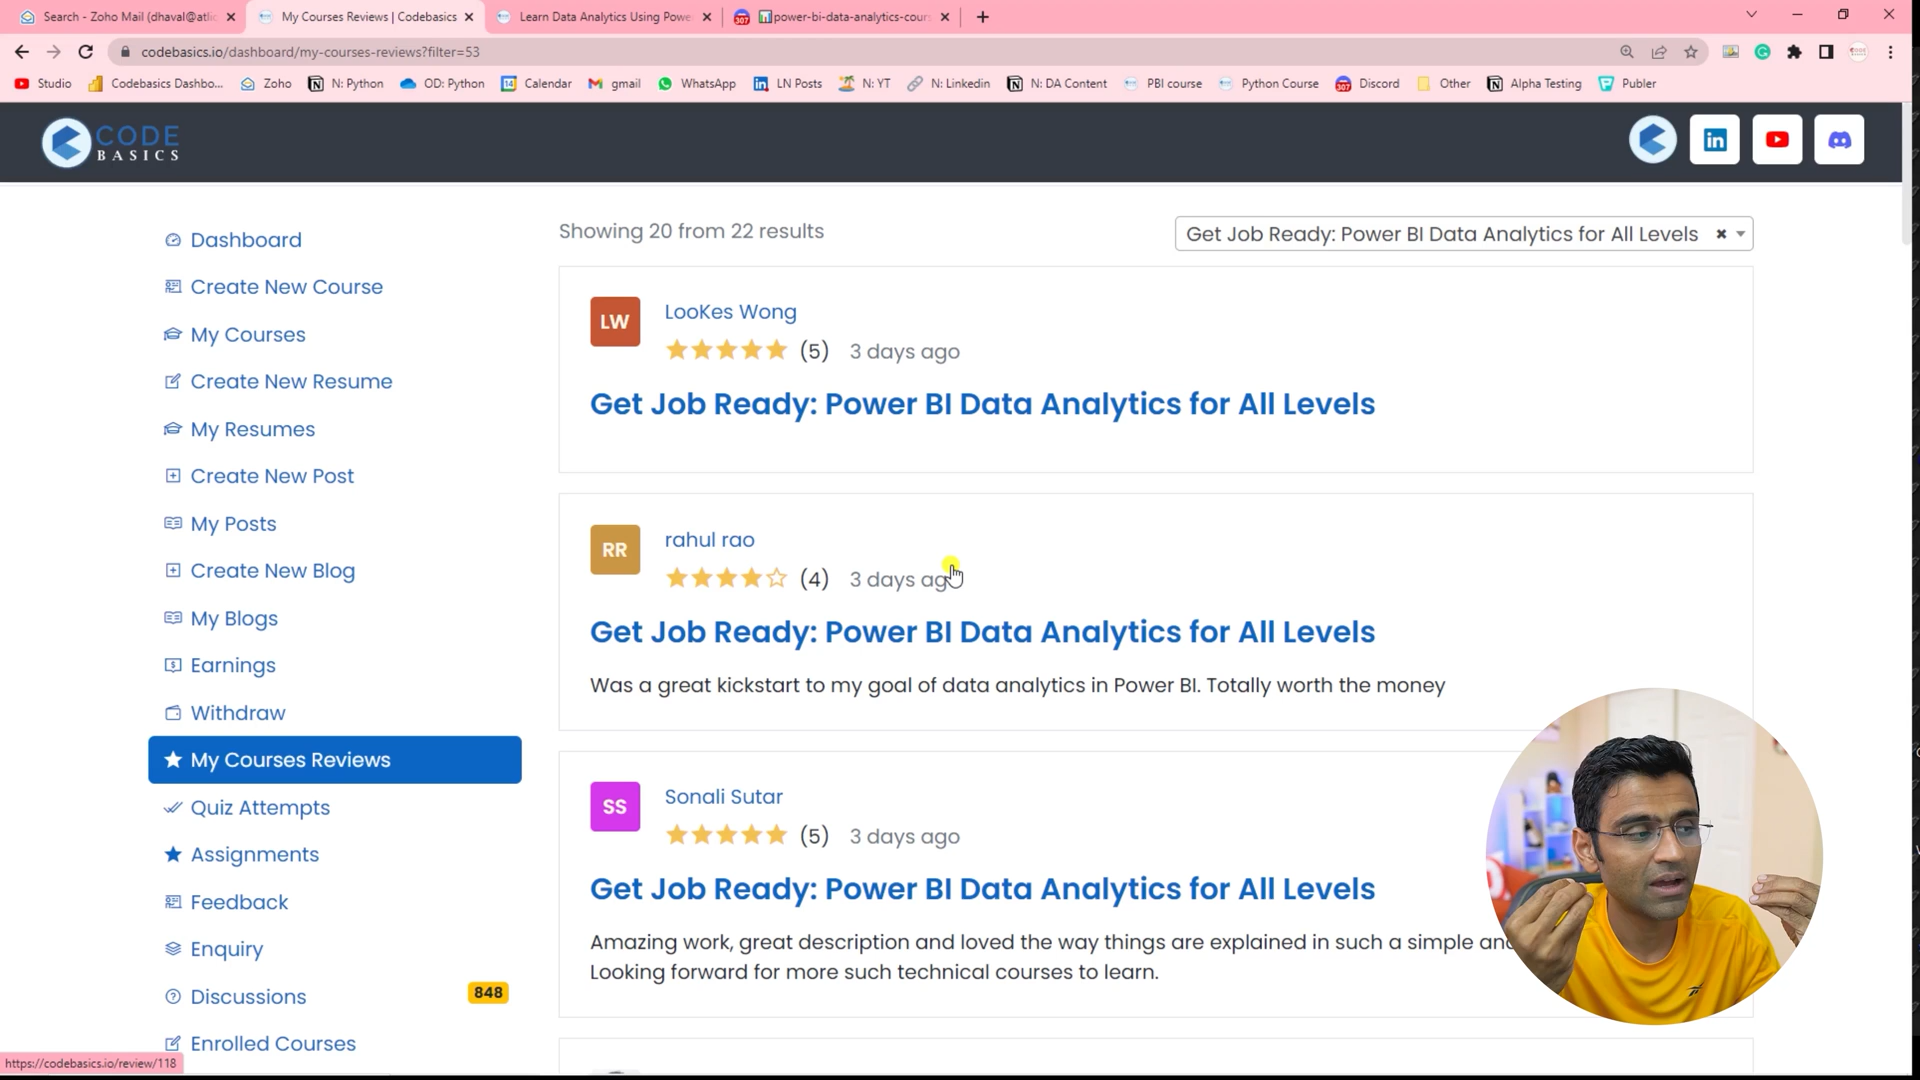 Search - Zoho Mail (dhaval@atlic
My Courses Reviews | Codebasics
Learn Data Analytics Using Powe
307
power-bi-data-analytics-cours
codebasics.io/dashboard/my-courses-reviews?filter=53
Studio
Codebasics Dashbo...
Zoho
N: Python
OD: Python
14
Calendar
gmail
WhatsApp
LN Posts
N: YT
N: Linkedin
N: DA Content
PBI course
Python Course
307
Discord
Other
Alpha Testing
Publer
CODE
BASICS
Dashboard
Create New Course
My Courses
Create New Resume
My Resumes
Create New Post
My Posts
Create New Blog
My Blogs
Earnings
Withdraw
My Courses Reviews
Quiz Attempts
Assignments
Feedback
Enquiry
Discussions
848
Enrolled Courses
https://codebasics.io/review/118
Showing 20 from 22 results
Get Job Ready: Power BI Data Analytics for All Levels
LW
LooKes Wong
(5) 3 days ago
Get Job Ready: Power BI Data Analytics for All Levels
RR
rahul rao
(4) 3 days ag
Get Job Ready: Power BI Data Analytics for All Levels
Was a great kickstart to my goal of data analytics in Power BI. Totally worth the money
SS
Sonali Sutar
(5) 3 days ago
Get Job Ready: Power BI Data Analytics for All Levels
Amazing work, great description and loved the way things are explained in such a simple an
Looking forward for more such technical courses to learn.